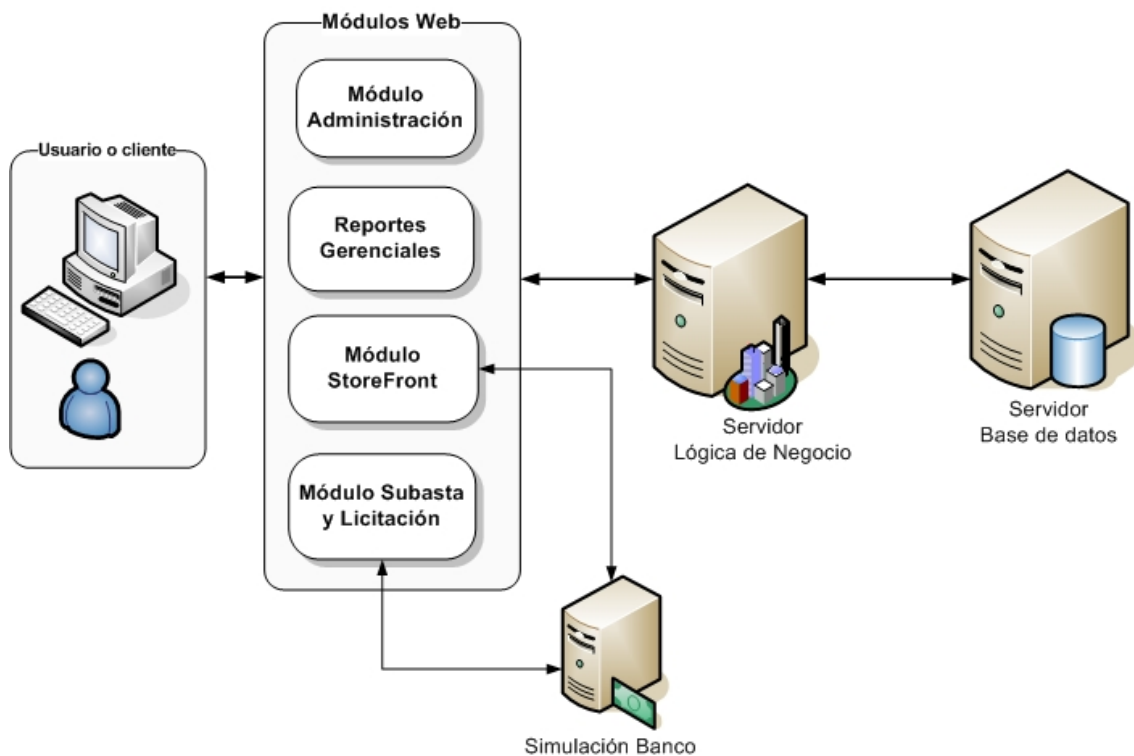 Módulos Web
Módulo
Administración
Usuario o cliente
Reportes
Gerenciales
Módulo
StoreFront
Módulo Subasta
y Licitación
Servidor
Lógica de Negocio
Servidor
Base de datos
Simulación Banco